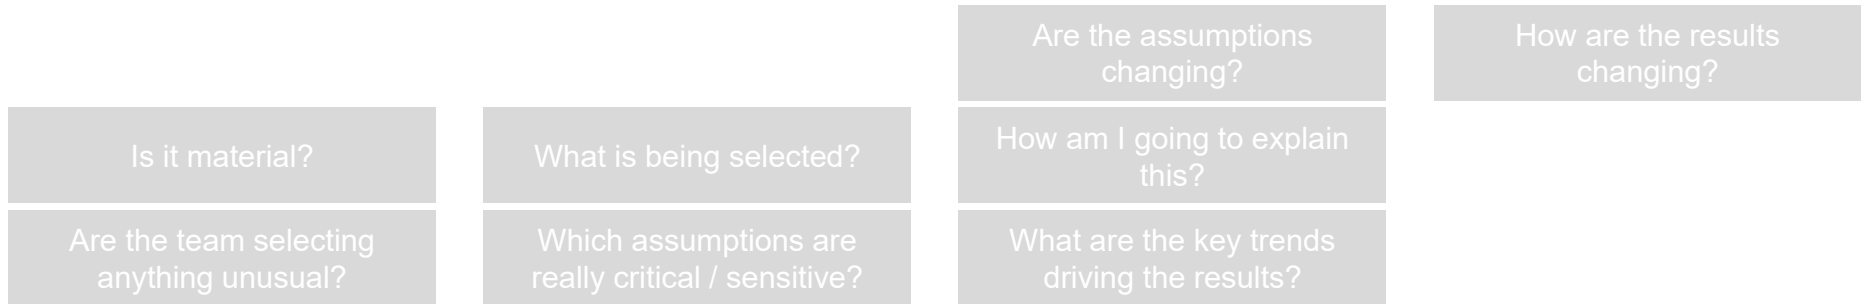 Are the assumptions
changing?
How are the results
changing?
Is it material?
What is being selected?
How am I going to explain
this?
Are the team selecting
anything unusual?
Which assumptions are
really critical / sensitive?
What are the key trends
driving the results?